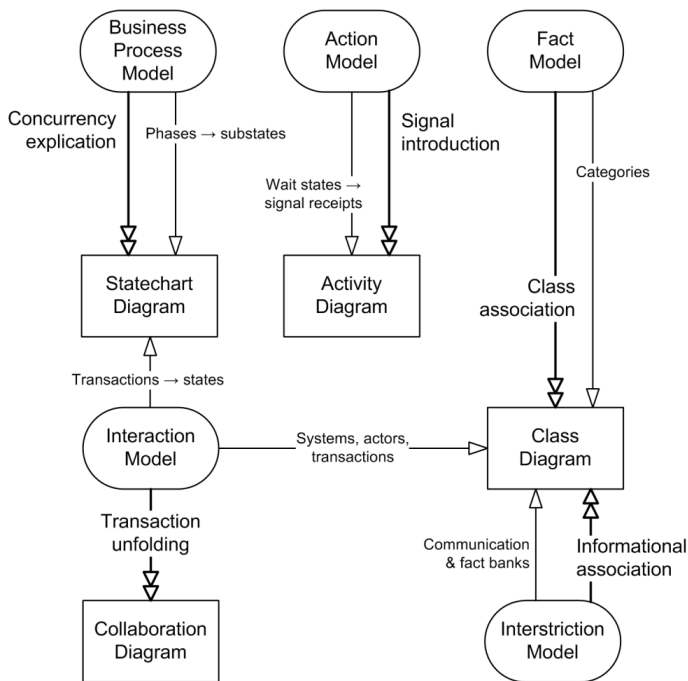 Business
Process
Model
Action
Model
Fact
Model
Concurrency
explication
Phases → substates
Signal
introduction
Wait states →
signal receipts
Categories
Statechart
Diagram
Activity
Diagram
Class
association
Transactions → states
Interaction
Model
Systems, actors,
transactions
Class
Diagram
Transaction
unfolding
Communication
& fact banks
Informational
association
Collaboration
Diagram
Interstriction
Model